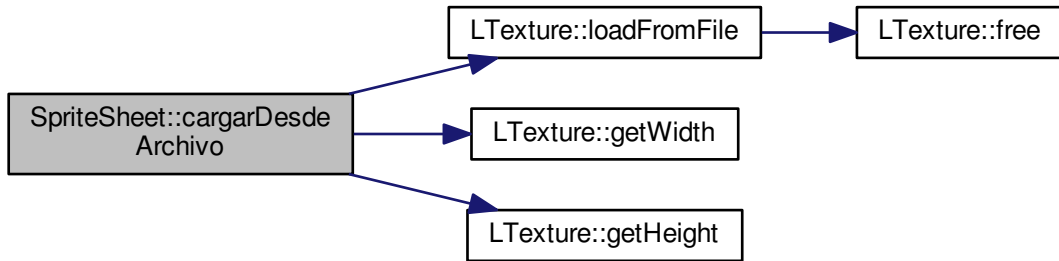 LTexture::loadFromFile
LTexture::free
SpriteSheet::cargarDesde
Archivo
LTexture::getWidth
LTexture::getHeight